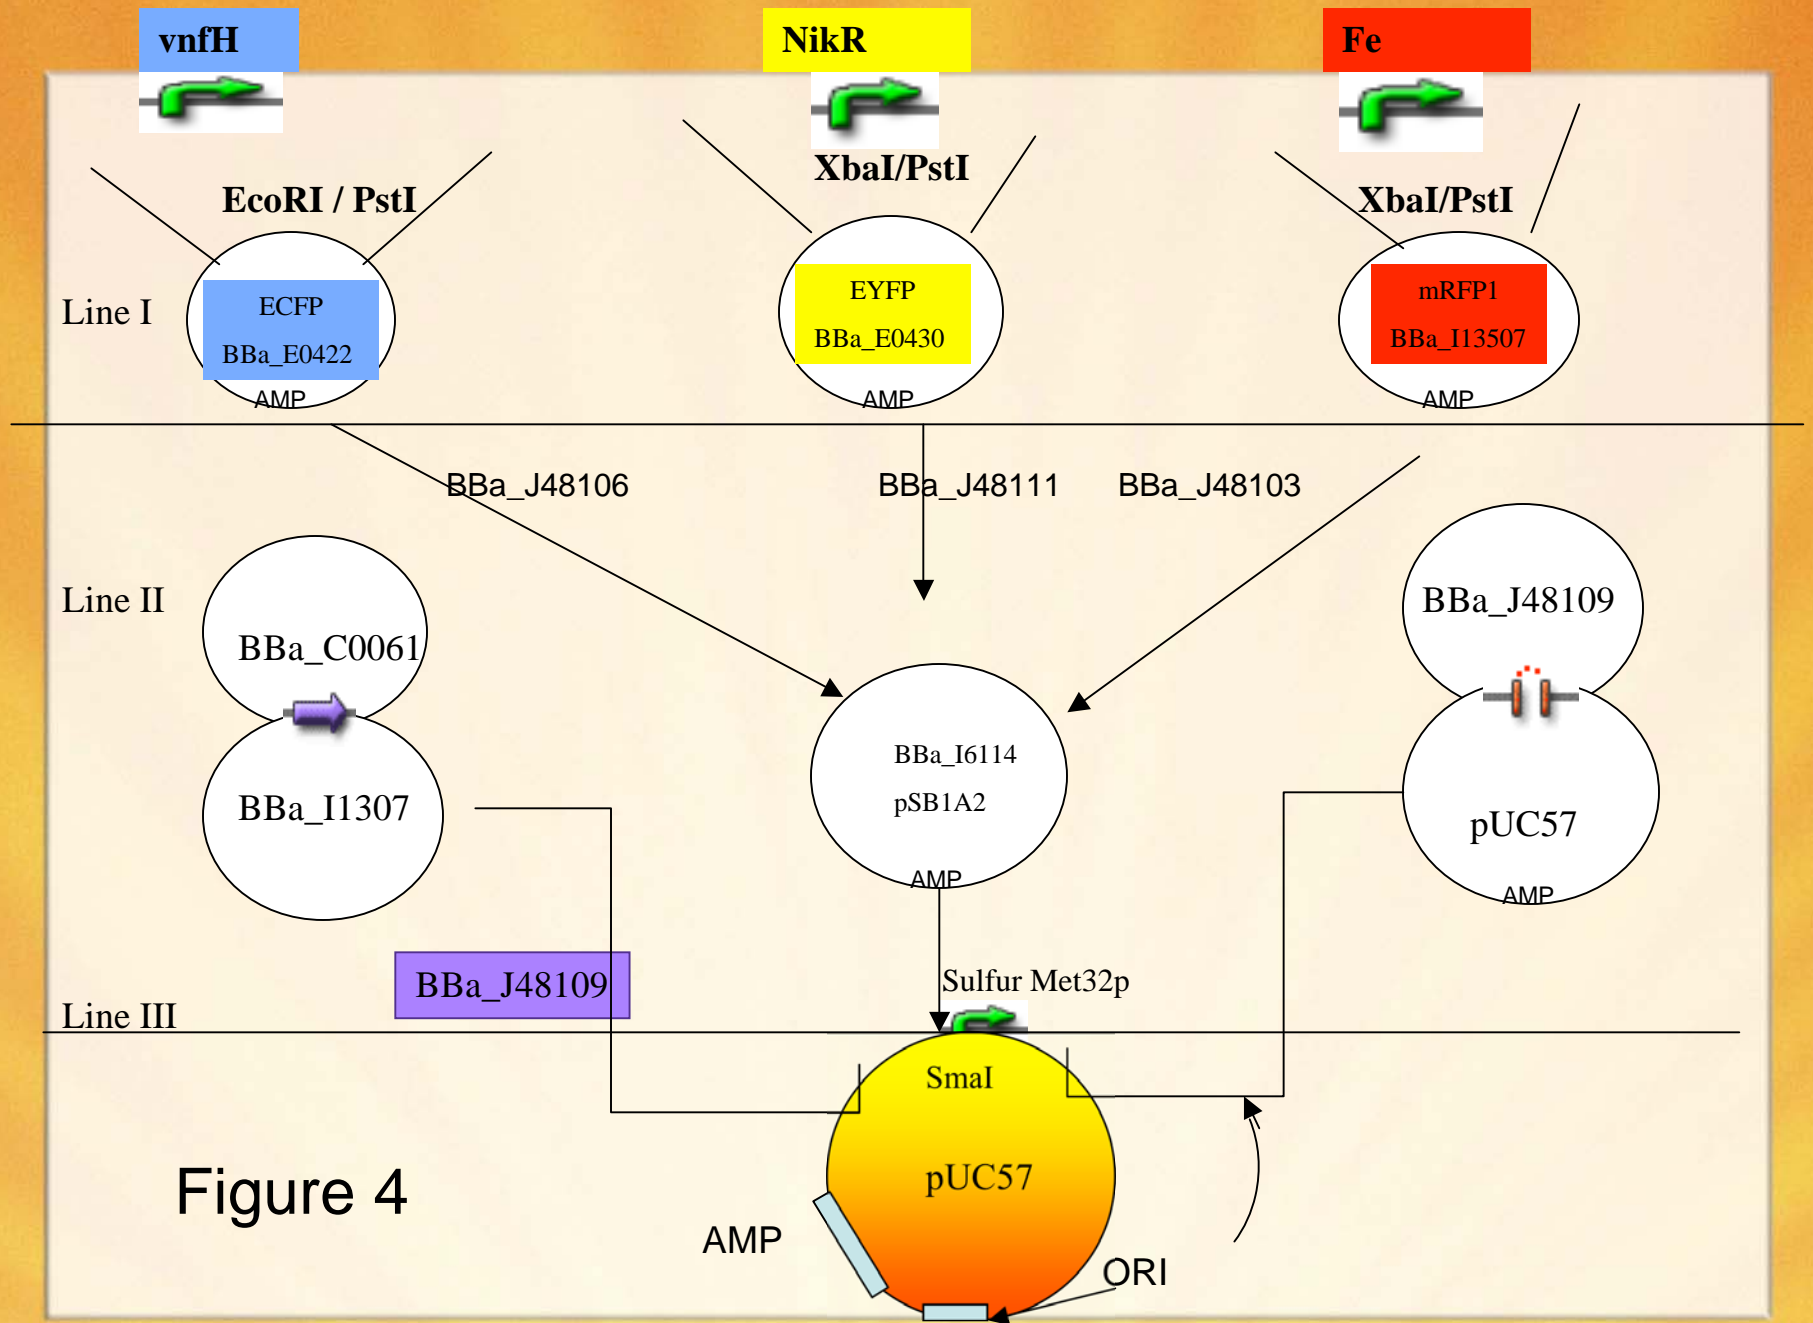 vnfH
NikR
Fe
EcoRI / PstI
XbaI/PstI
XbaI/PstI
Line I
ECFP
BBa_E0422
AMP
EYFP
BBa_E0430
AMP
mRFP1
BBa_I13507
AMP
BBa_J48106
BBa_J48111
BBa_J48103
Line II
BBa_C0061
BBa_I1307
BBa_I6114
pSB1A2
AMP
BBa_J48109
pUC57
AMP
BBa_J48109
Sulfur Met32p
Line III
SmaI
pUC57
Figure 4
AMP
ORI